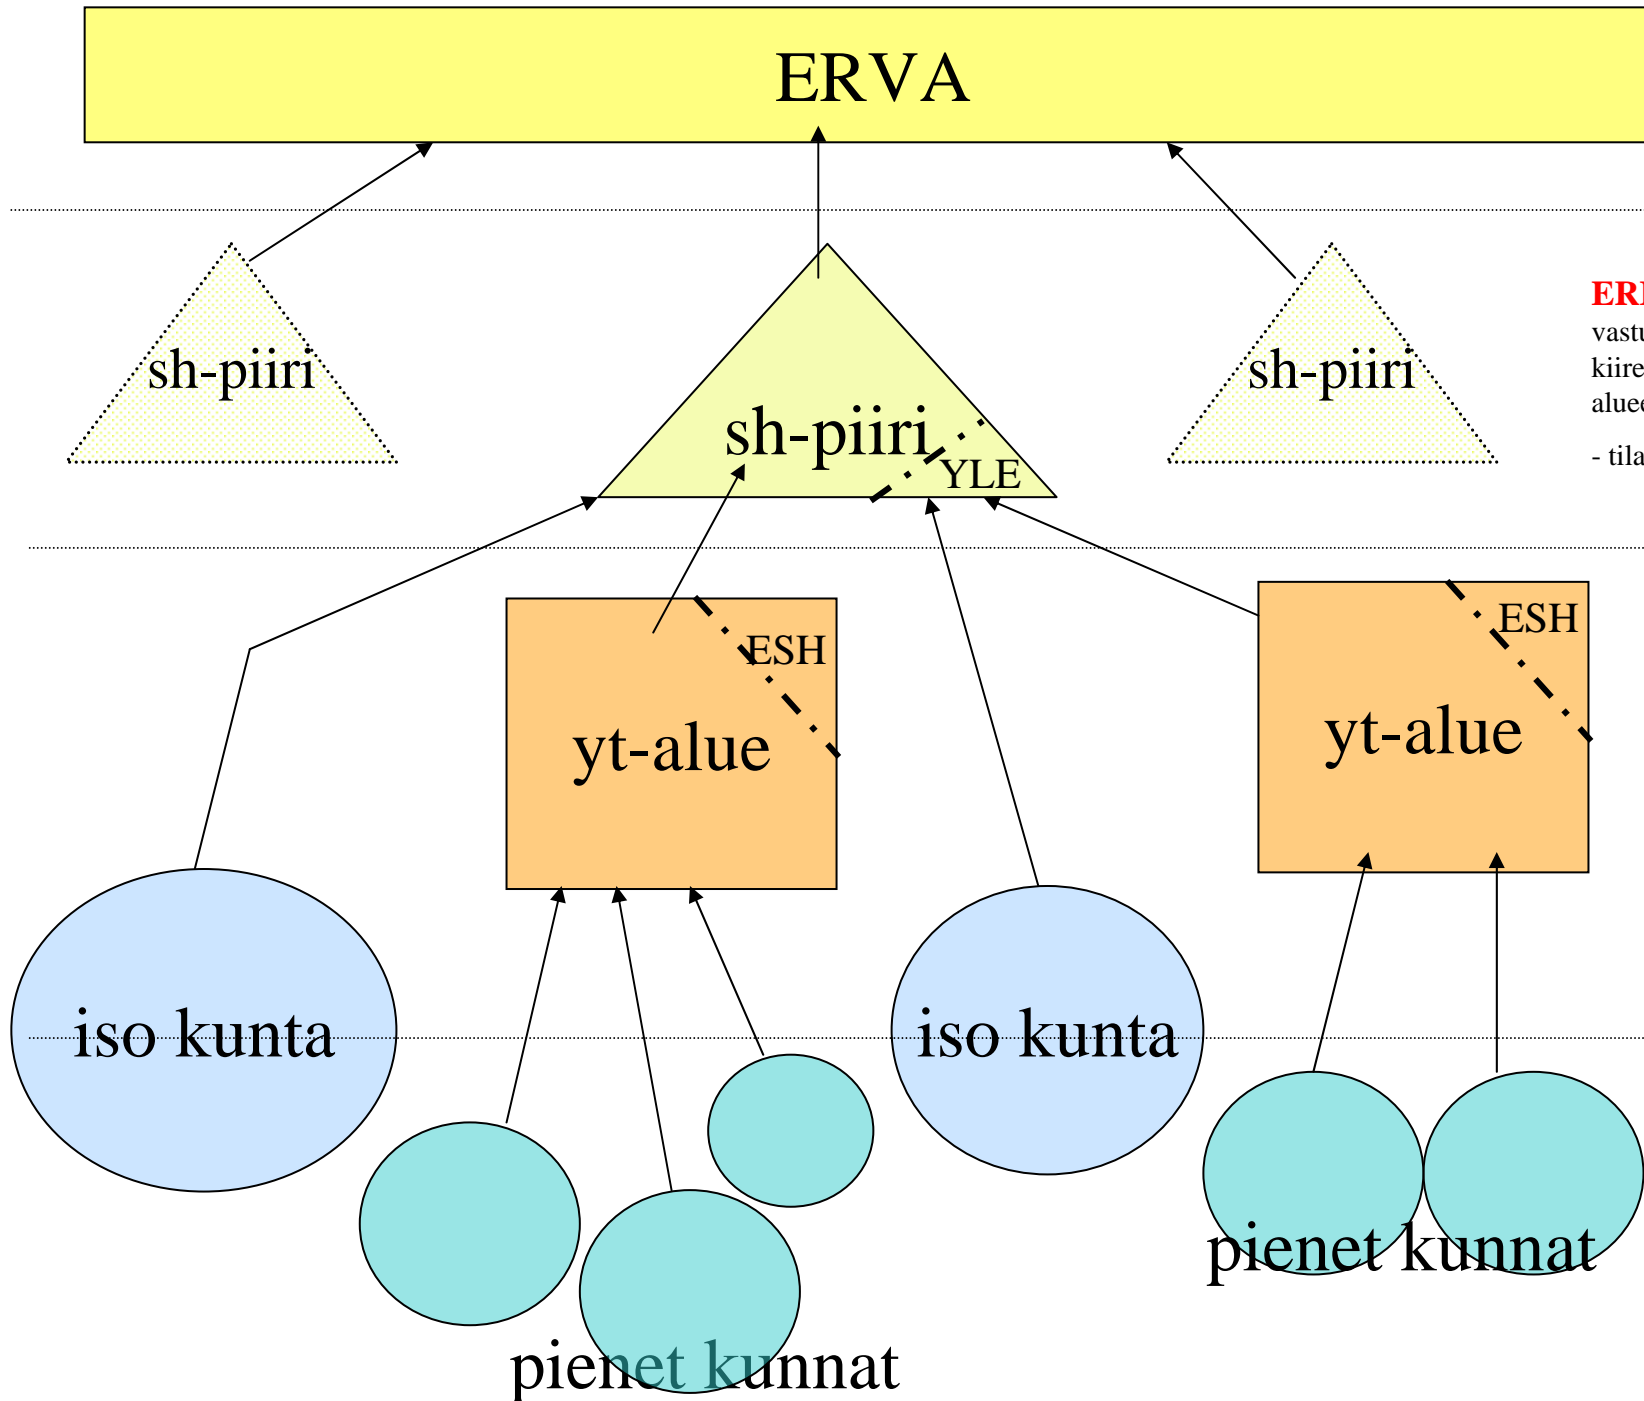 ERVA
sh-piiri
sh-piiri
YLE
sh-piiri
- 
ESH
yt-alue
ESH
yt-alue
iso kunta
iso kunta
pienet kunnat
pienet kunnat